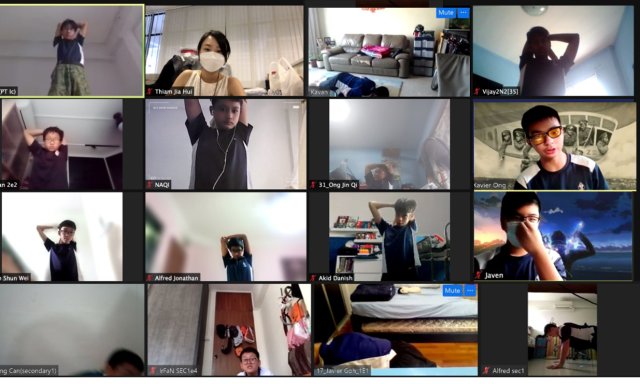 Mute
(PT Ic)
Thiam Jia Hui
Kavan
Vijay2N2[35]
an 2e2
NAQI
31_Ong Jin Qi
Xavier Ong
Shun Wei
Alfred Jonathan
Akid Danish
Javen
Mute
ng Can(secondary1)
IrFaN SEC1e4
17_Javier Goh_1E1
Alfred sec1